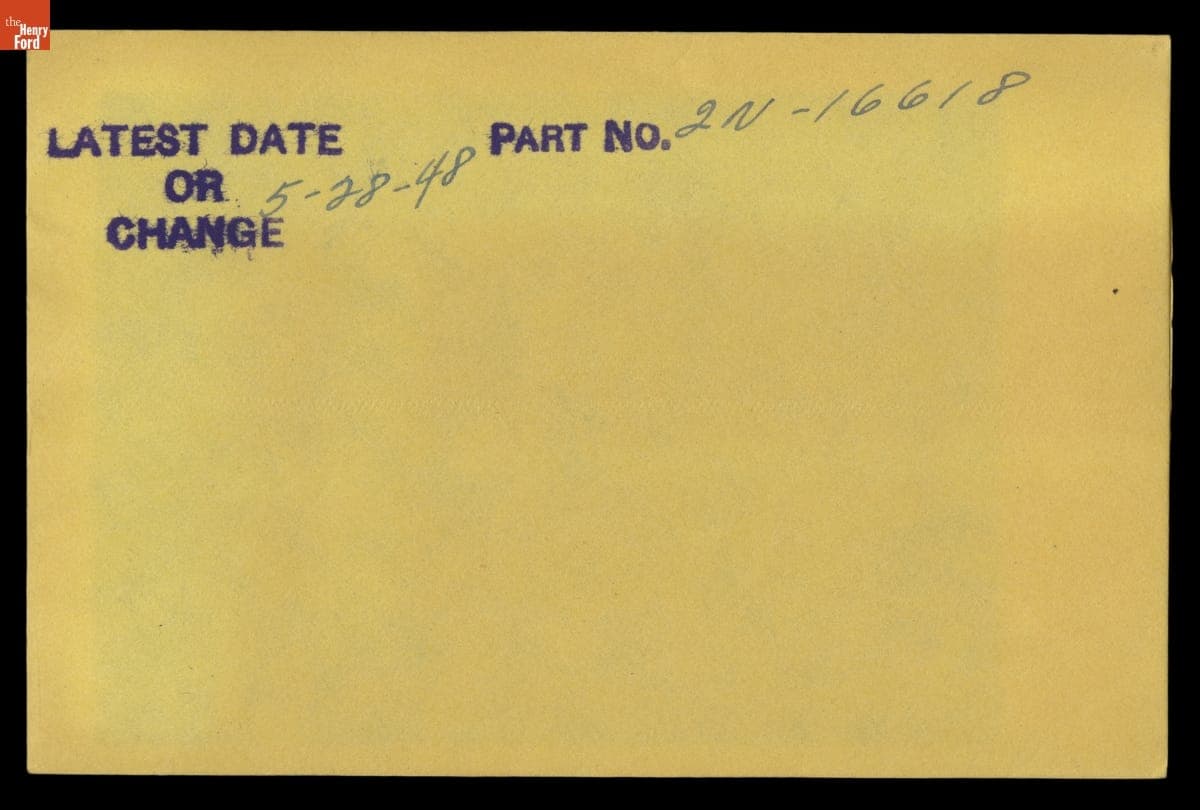 the
Henry
Ford
LATEST DATE
OR
CHANGE
5-28-48
PART NO. 2N-16618